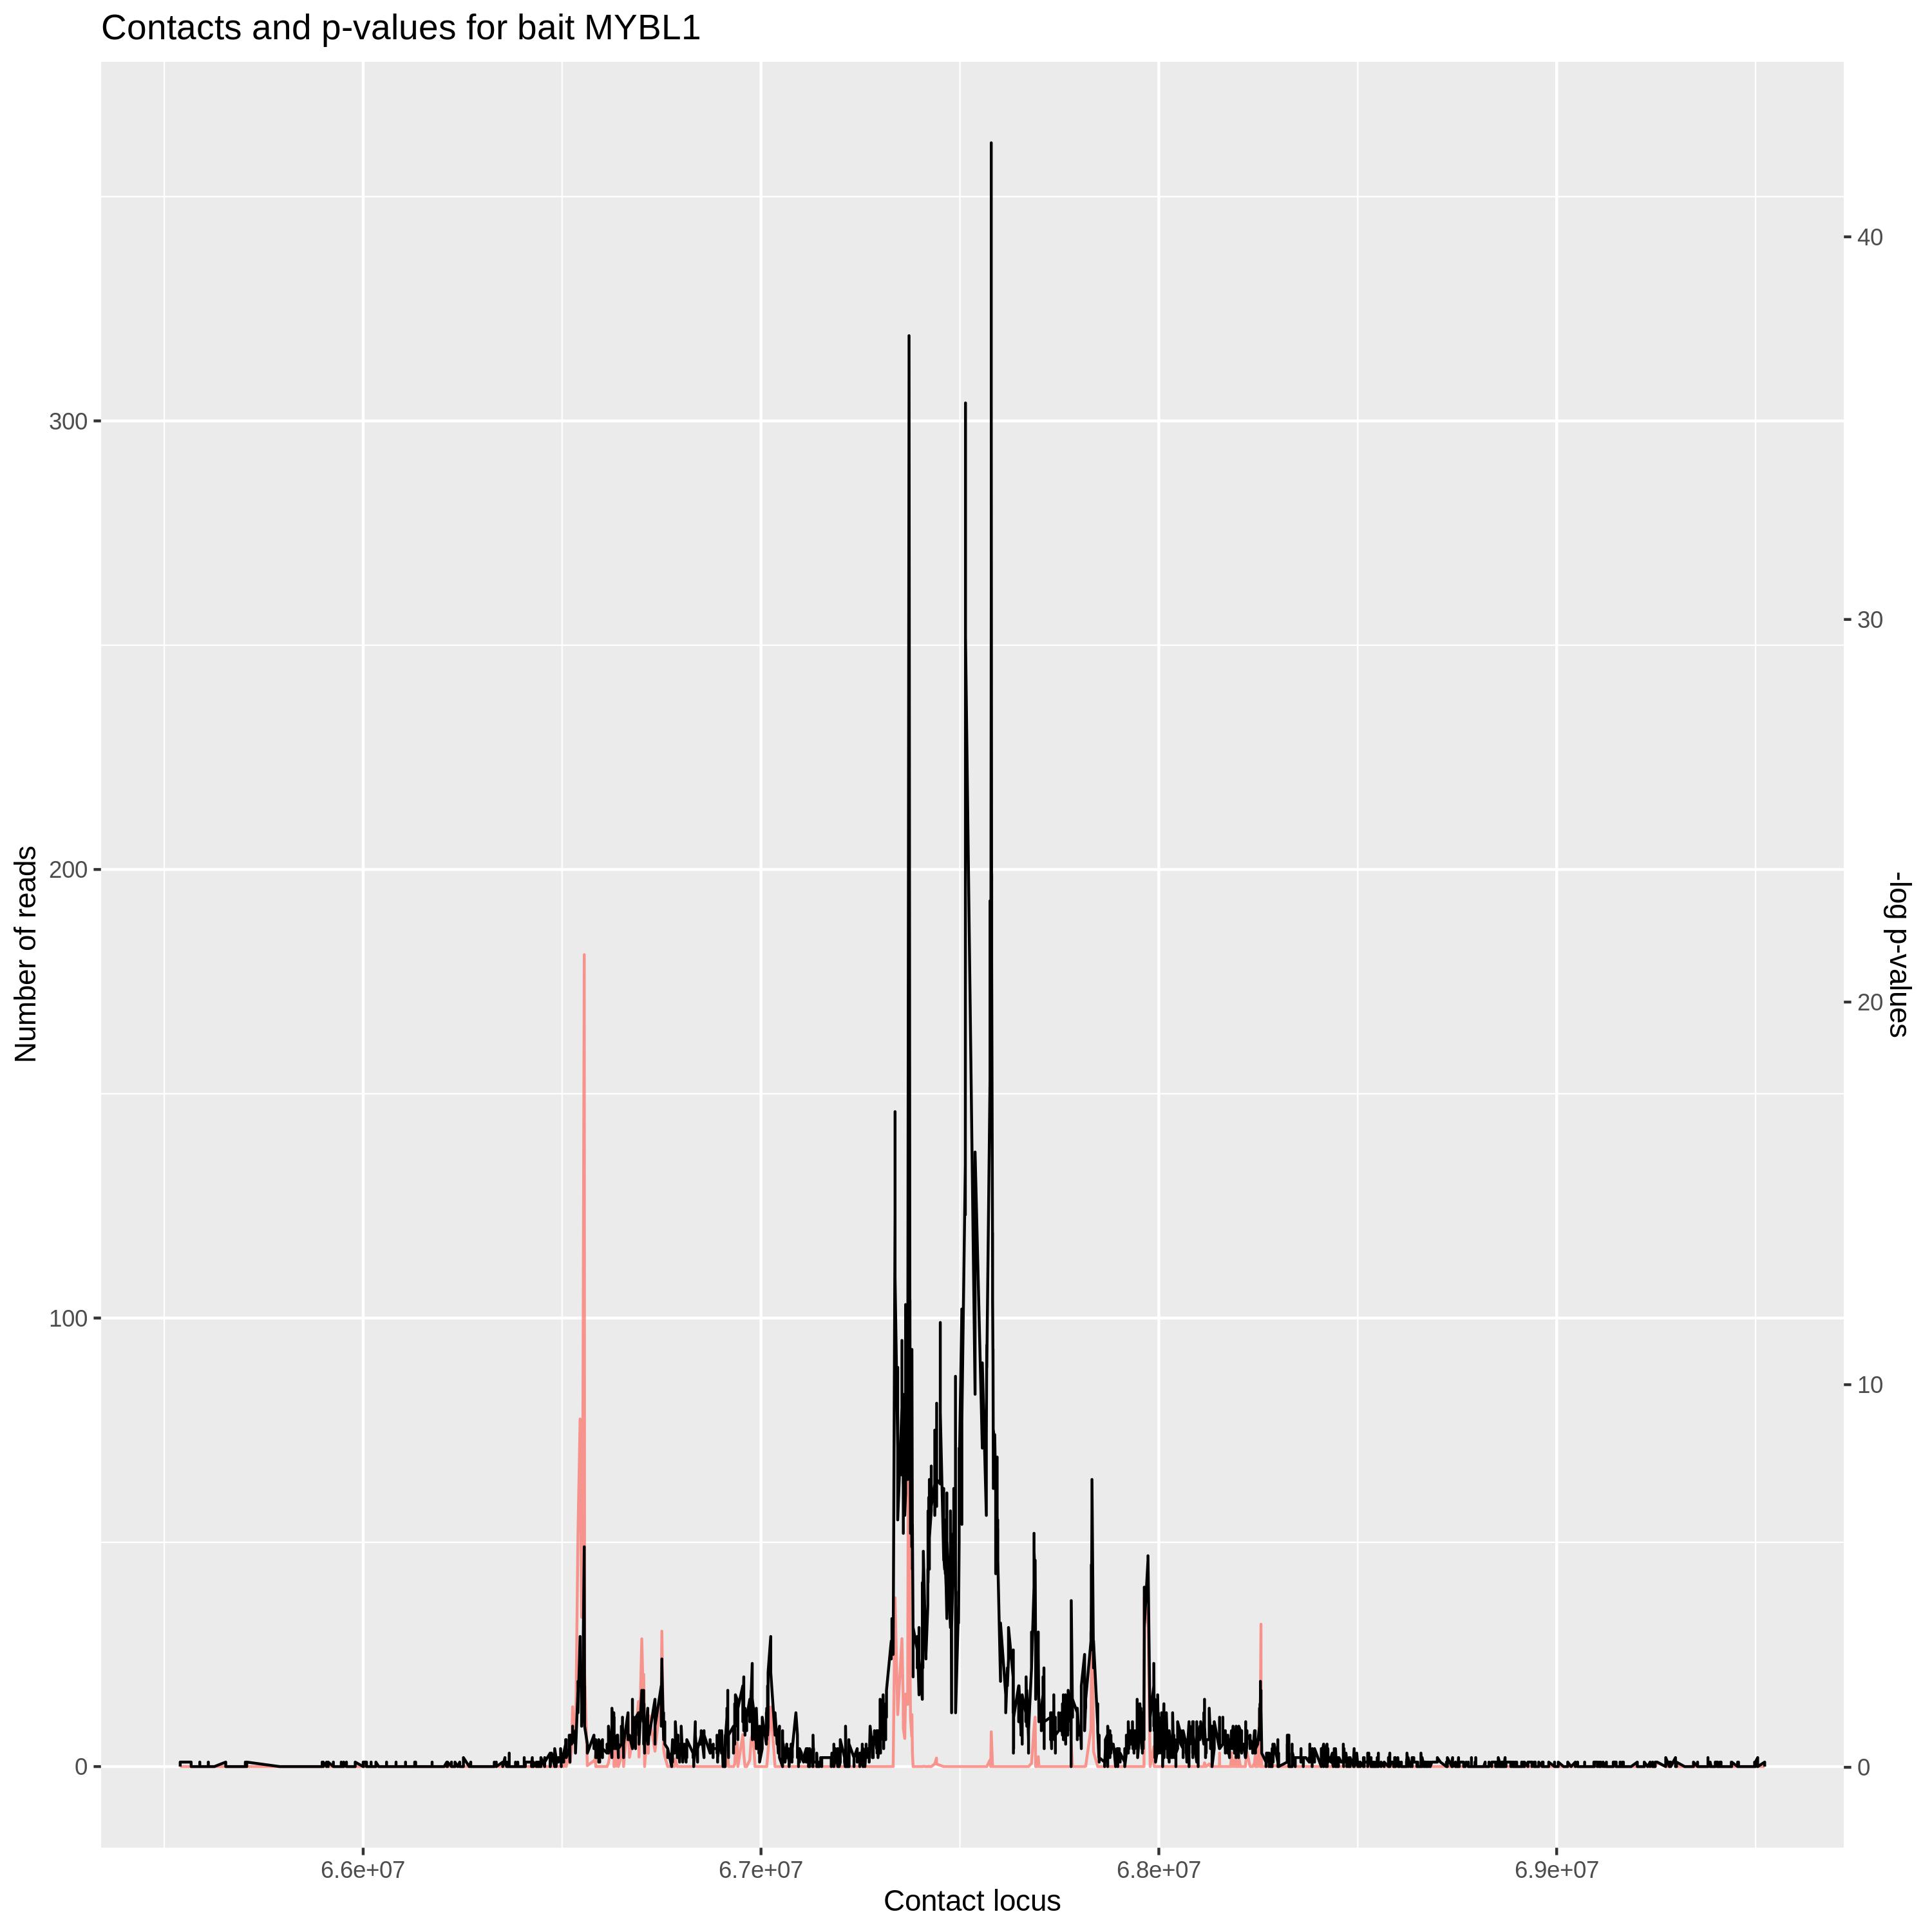 Contacts and p-values for bait MYBL1
300
200
100
0
Number of reads
40
30
20
10
0
-log p-values
6.6e+07 6.7e+07 6.8e+07 6.9e+07
Contact locus